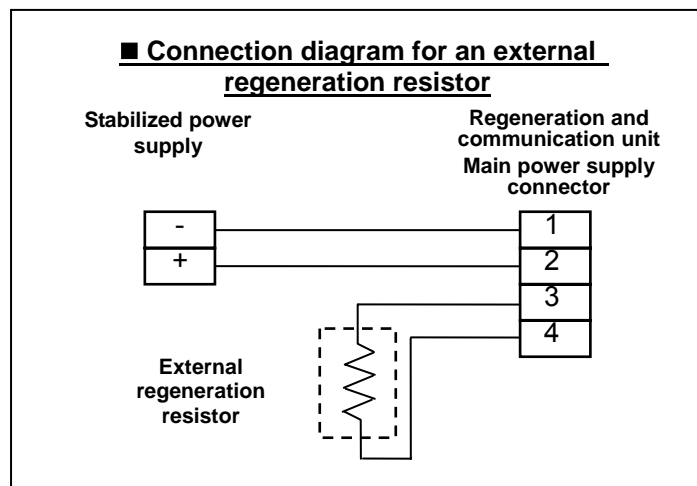 ■ Connection diagram for an external
regeneration resistor
Stabilized power
supply
Regeneration and
communication unit
Main power supply
connector
-
+
1
2
3
4
External
regeneration
resistor